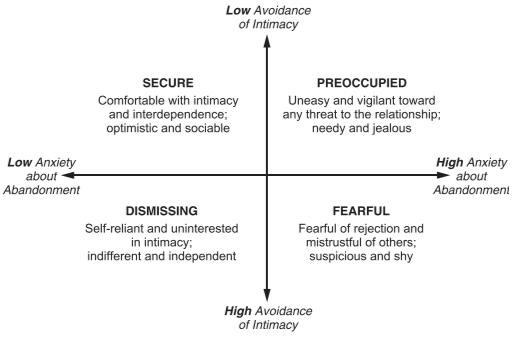 Low Avoidance
of Intimacy
SECURE
Comfortable with intimacy
and interdependence;
optimistic and sociable
PREOCCUPIED
Uneasy and vigilant toward
any threat to the relationship;
needy and jealous
Low Anxiety
about
Abandonment
High Anxiety
about
Abandonment
DISMISSING
Self-reliant and uninterested
in intimacy;
indifferent and independent
FEARFUL
Fearful of rejection and
mistrustful of others;
suspicious and shy
High Avoidance
of Intimacy